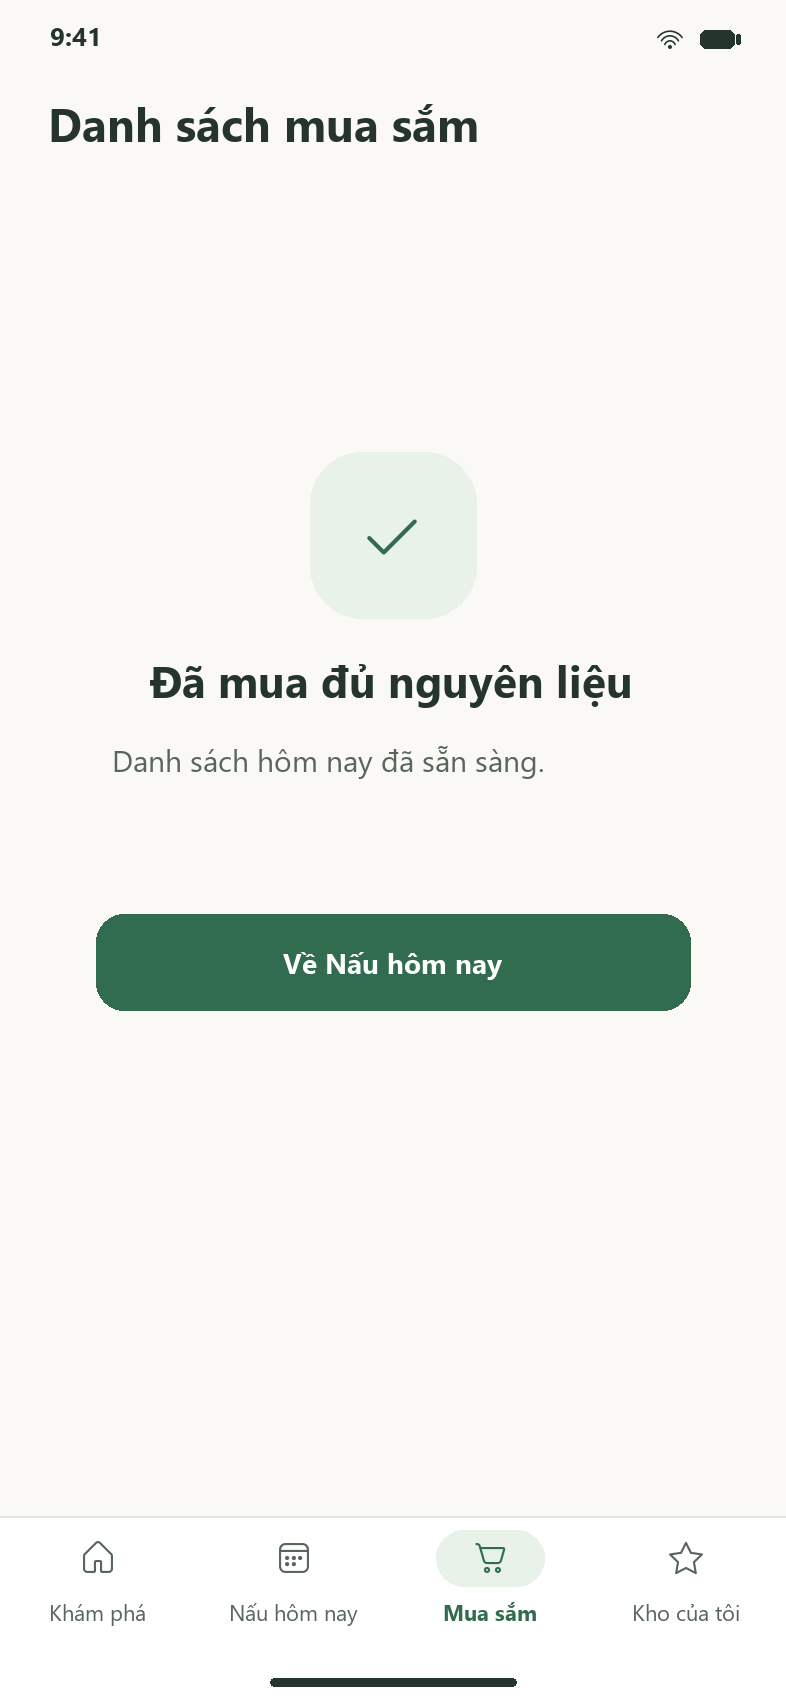 9:41
Danh sách mua sắm
Đã mua đủ nguyên liệu
Danh sách hôm nay đã sẵn sàng.
Về Nấu hôm nay
Khám phá
Nấu hôm nay
Mua sắm
Kho của tôi